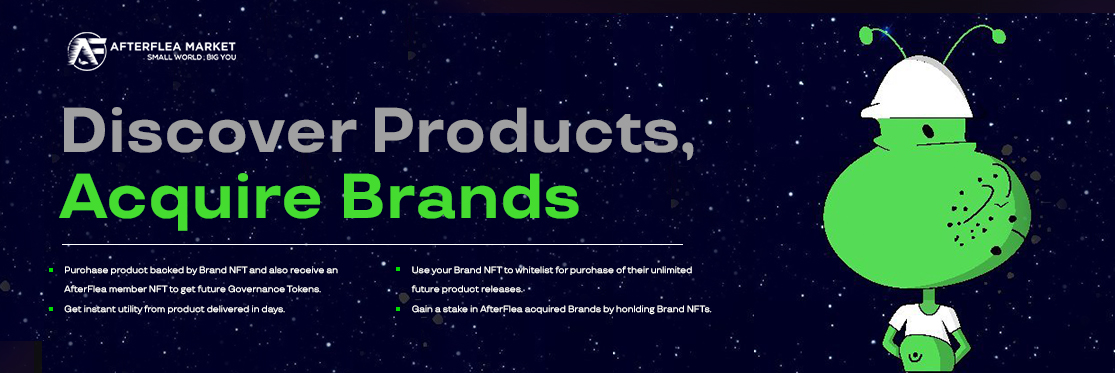 AF
AFTERFLEA MARKET
SMALL WORLD, BIG YOU
Discover Products,
Acquire Brands
Purchase product backed by Brand NFT and also receive an
AfterFlea member NFT to get future Governance Tokens.
Get instant utility from product delivered in days.
Use your Brand NFT to whitelist for purchase of their unlimited
future product releases.
Gain a stake in AfterFlea acquired Brands by honlding Brand NFTs.